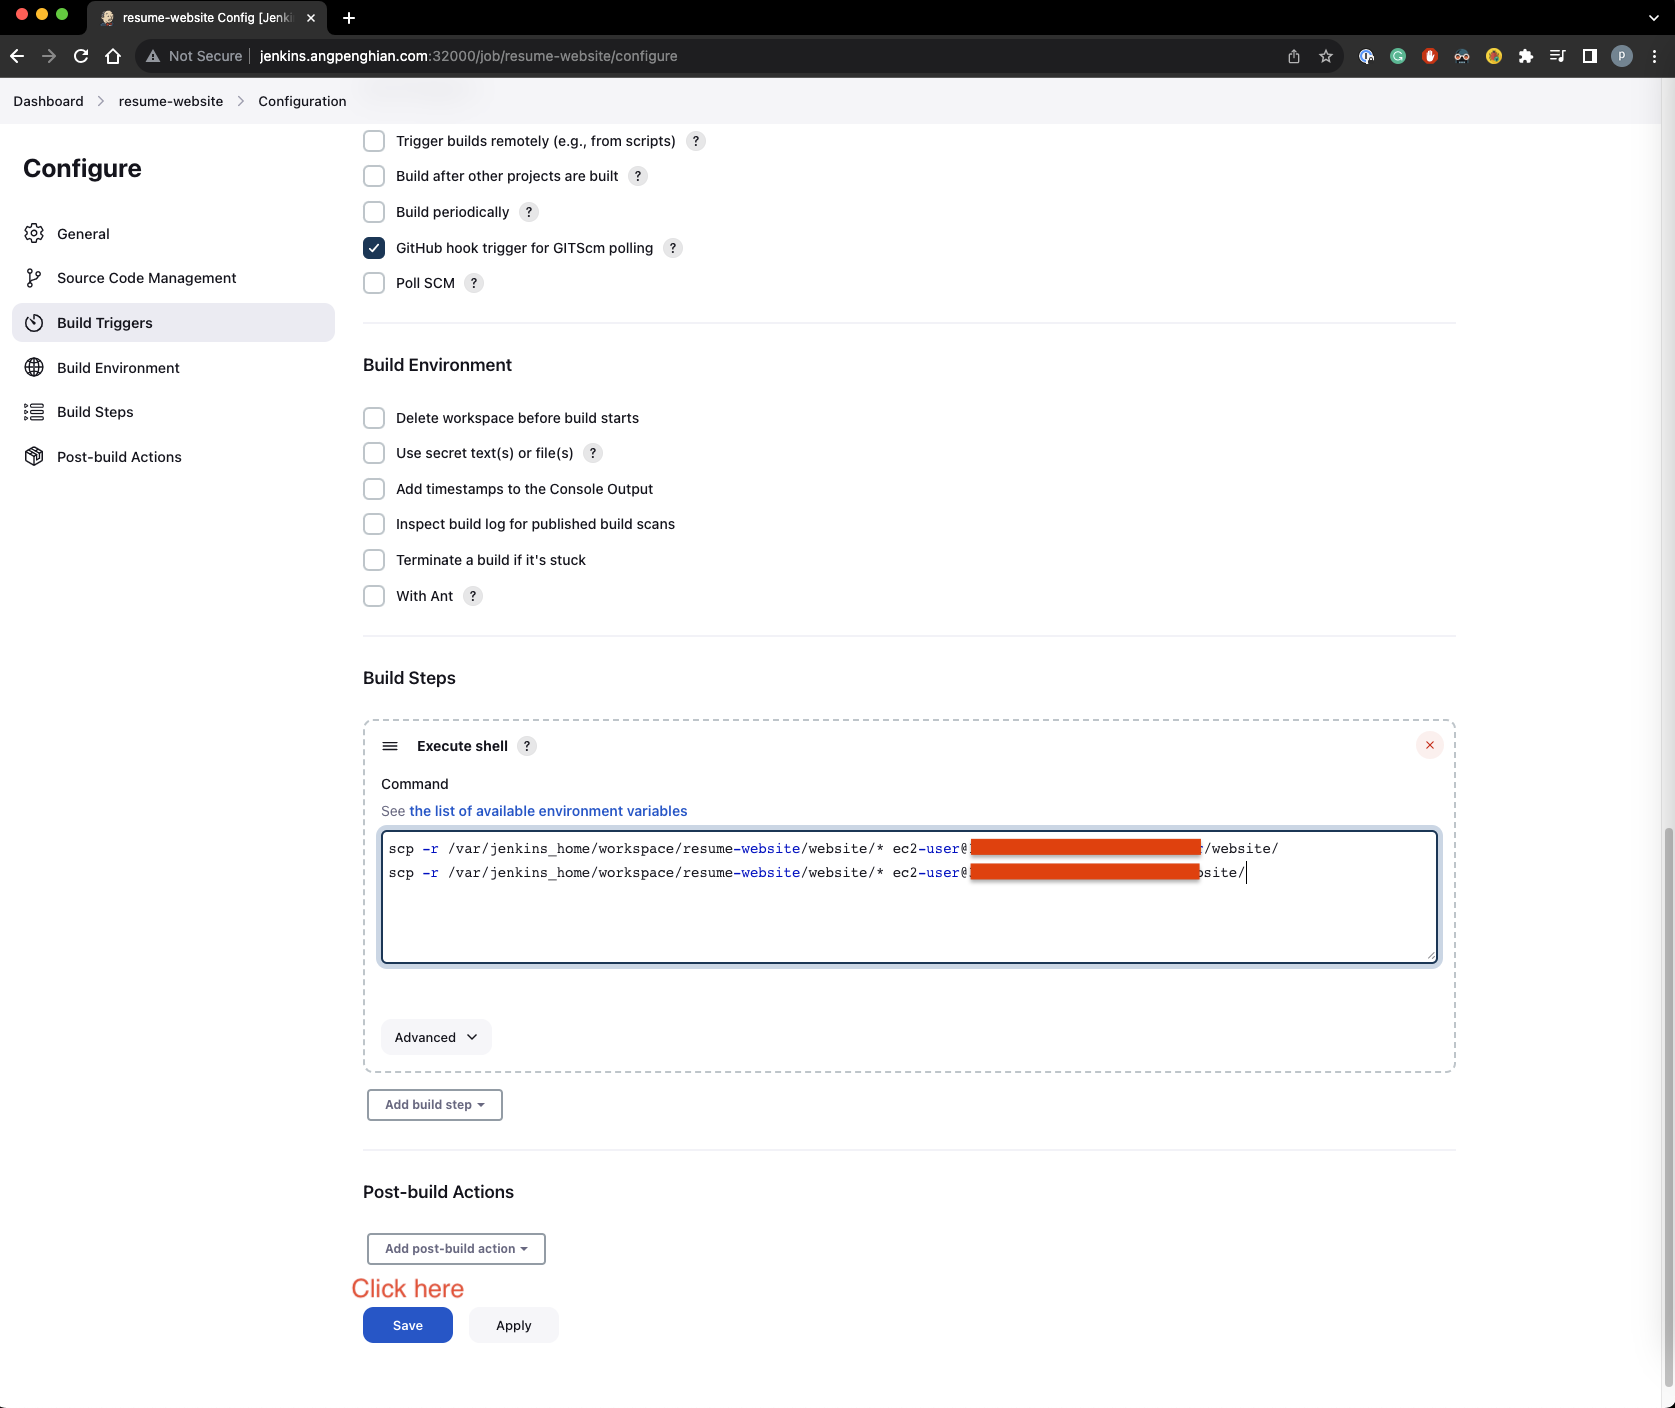 resume-website Config [Jenki
Not Secure
jenkins.angpenghian.com:32000/job/resume-website/configure
P
Dashboard
resume-website
Configuration
Configure
General
Source Code Management
Build Triggers
Build Environment
Build Steps
Post-build Actions
Trigger builds remotely (e.g., from scripts) ?
Build after other projects are built ?
Build periodically ?
GitHub hook trigger for GITScm polling ?
Poll SCM ?
Build Environment
Delete workspace before build starts
Use secret text(s) or file(s) ?
Add timestamps to the Console Output
Inspect build log for published build scans
Terminate a build if it's stuck
With Ant ?
Build Steps
Execute shell ?
Command
See the list of available environment variables
scp -r /var/jenkins_home/workspace/resume-website/website/* ec2-user@ /website/
scp -r /var/jenkins_home/workspace/resume-website/website/* ec2-user@ site/
Advanced
Add build step
Post-build Actions
Add post-build action
Click here
Save
Apply